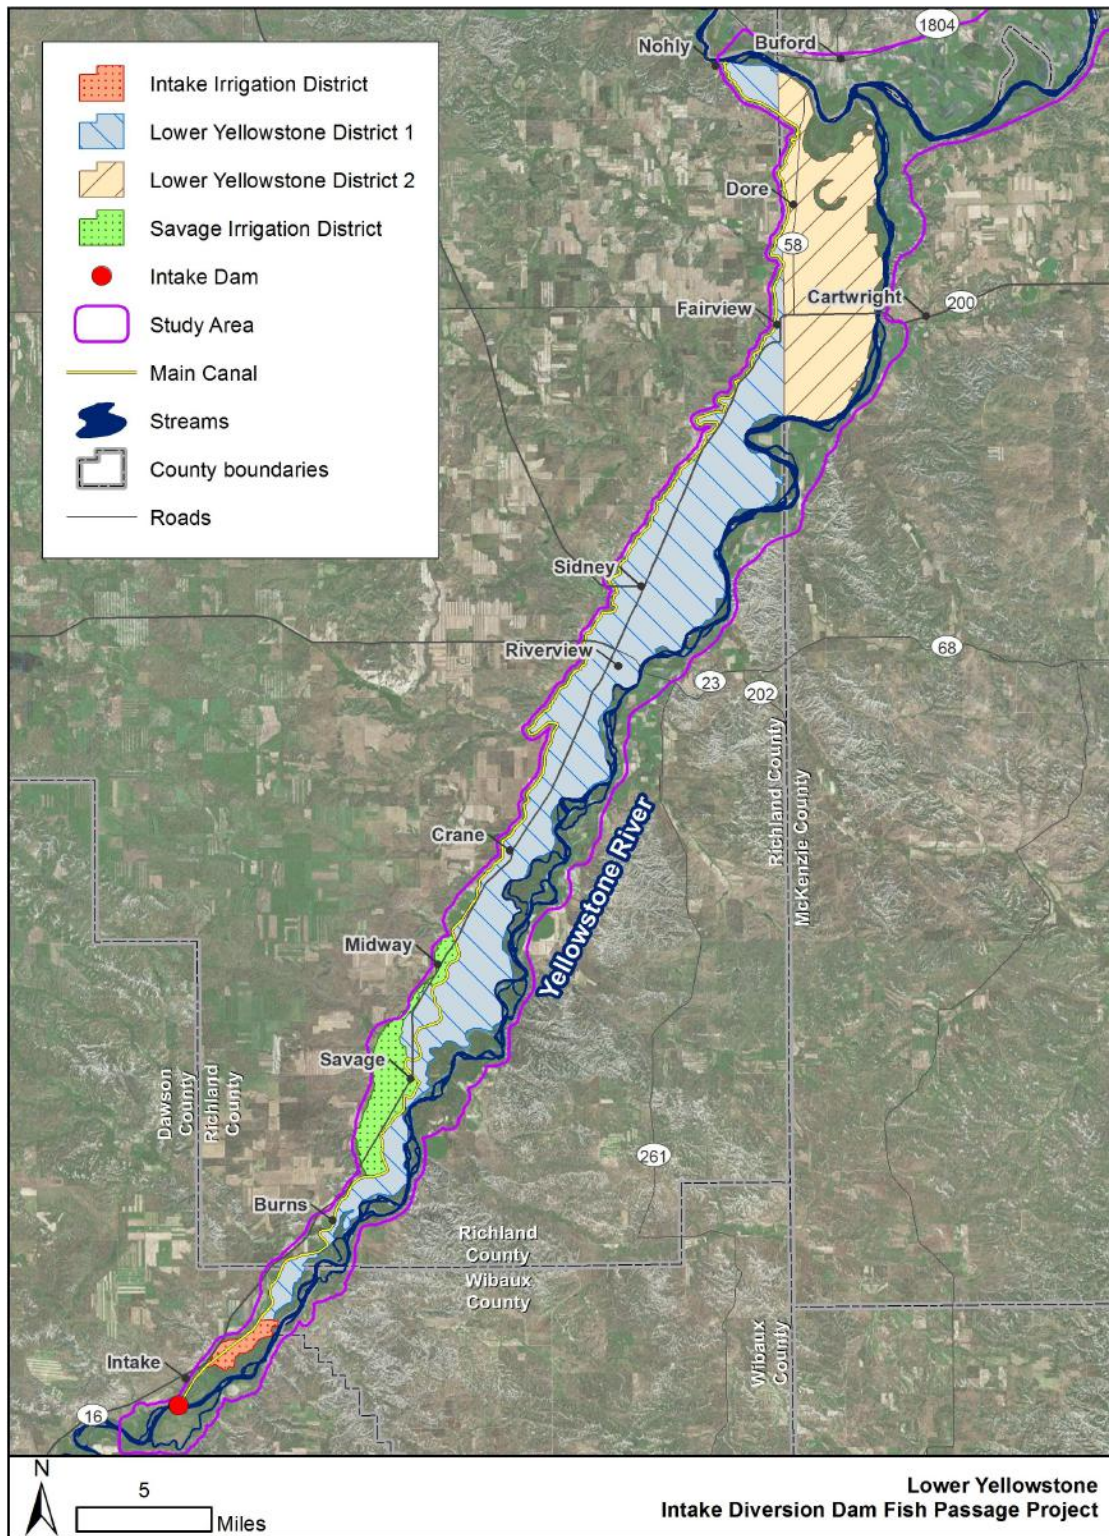 Intake Irrigation District
Lower Yellowstone District 1
Lower Yellowstone District 2
Savage Irrigation District
Intake Dam
Study Area
Main Canal
Streams
County boundaries
Roads
1804
Nohly
Buford
Dore
58
Cartwright
200
Fairview
Sidney
Riverview
68
23
202
Richland County
McKenzie County
Crane
Yellowstone River
Midway
Savage
Dawson
County
Richland
County
261
Burns
Richland
County
Wibaux
County
Wibaux
County
Intake
16
N
5
Miles
Lower Yellowstone
Intake Diversion Dam Fish Passage Project